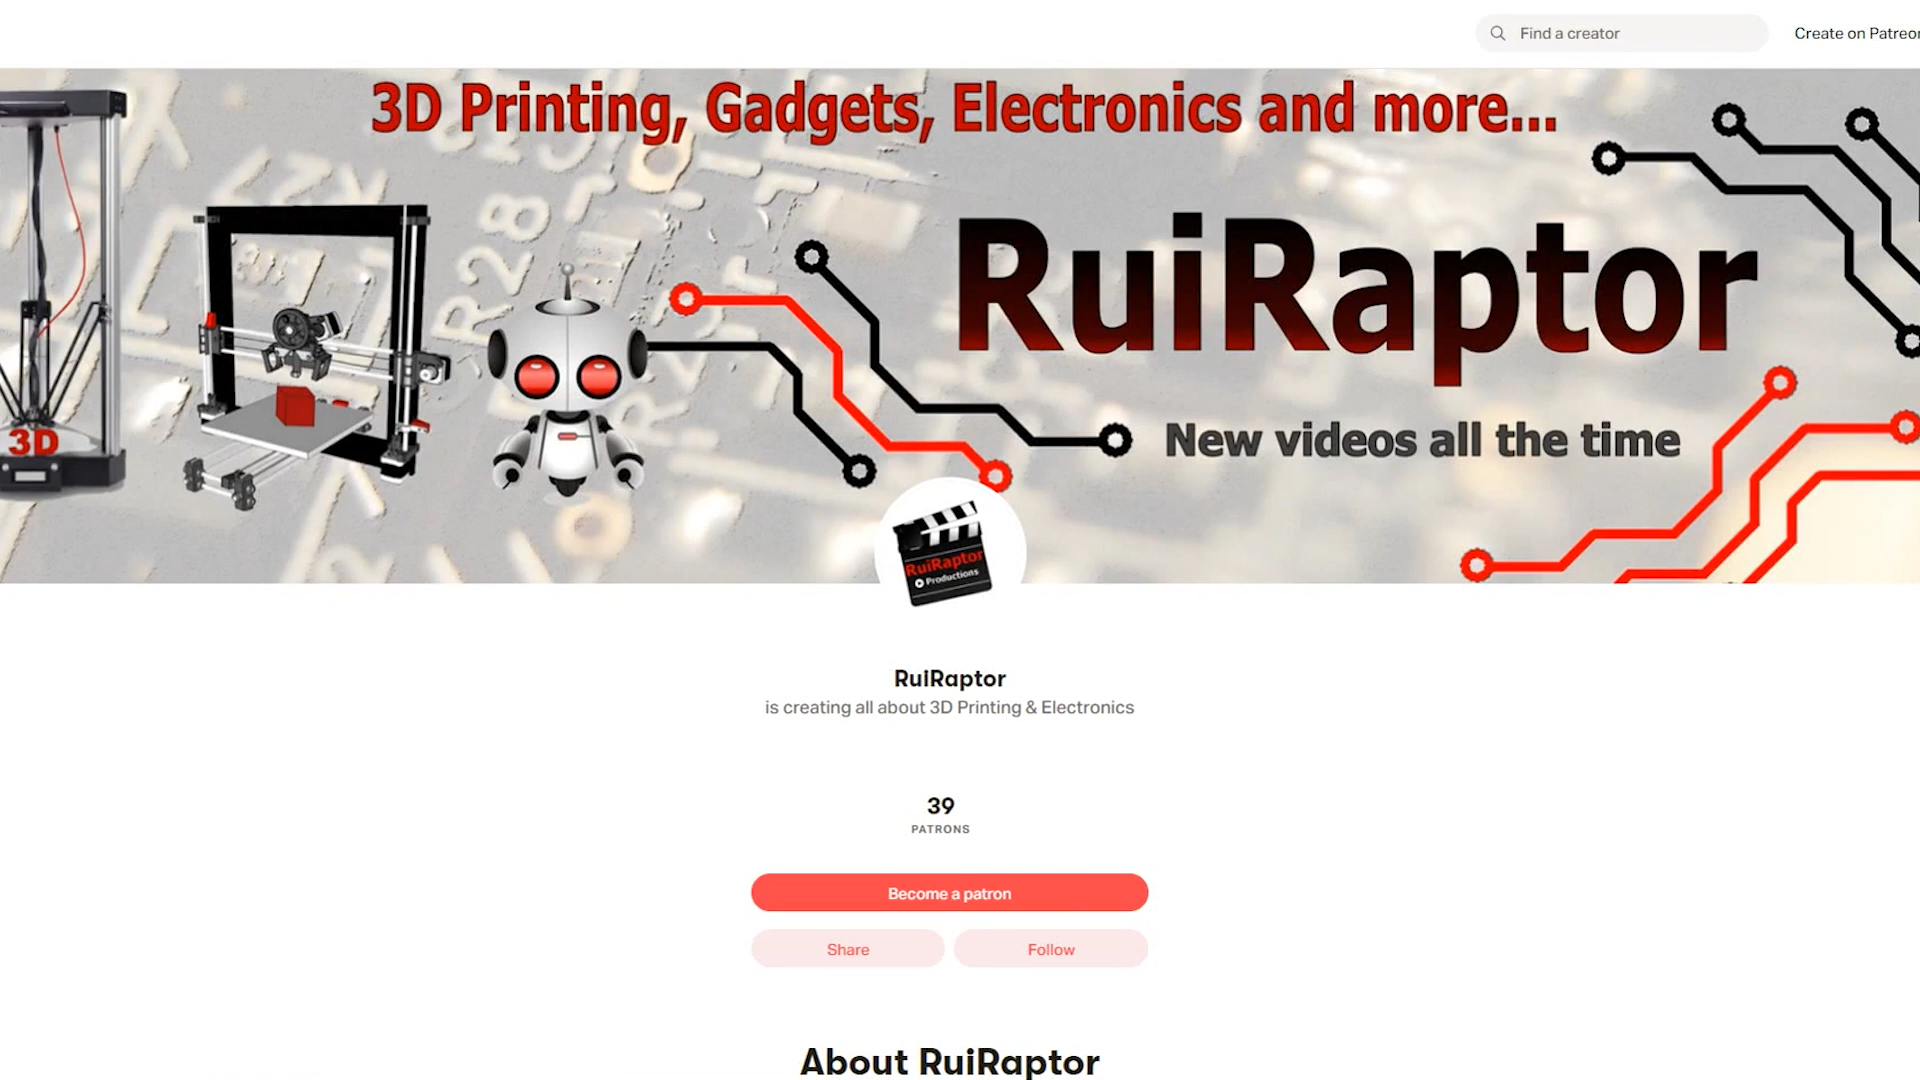 Find a creator
Create on Patreon
3D Printing, Gadgets, Electronics and more...
RuiRaptor
R28
New videos all the time
3D
RuiRaptor
Productions
RuiRaptor
is creating all about 3D Printing & Electronics
39
PATRONS
Become a patron
Share
Follow
About RuiRaptor